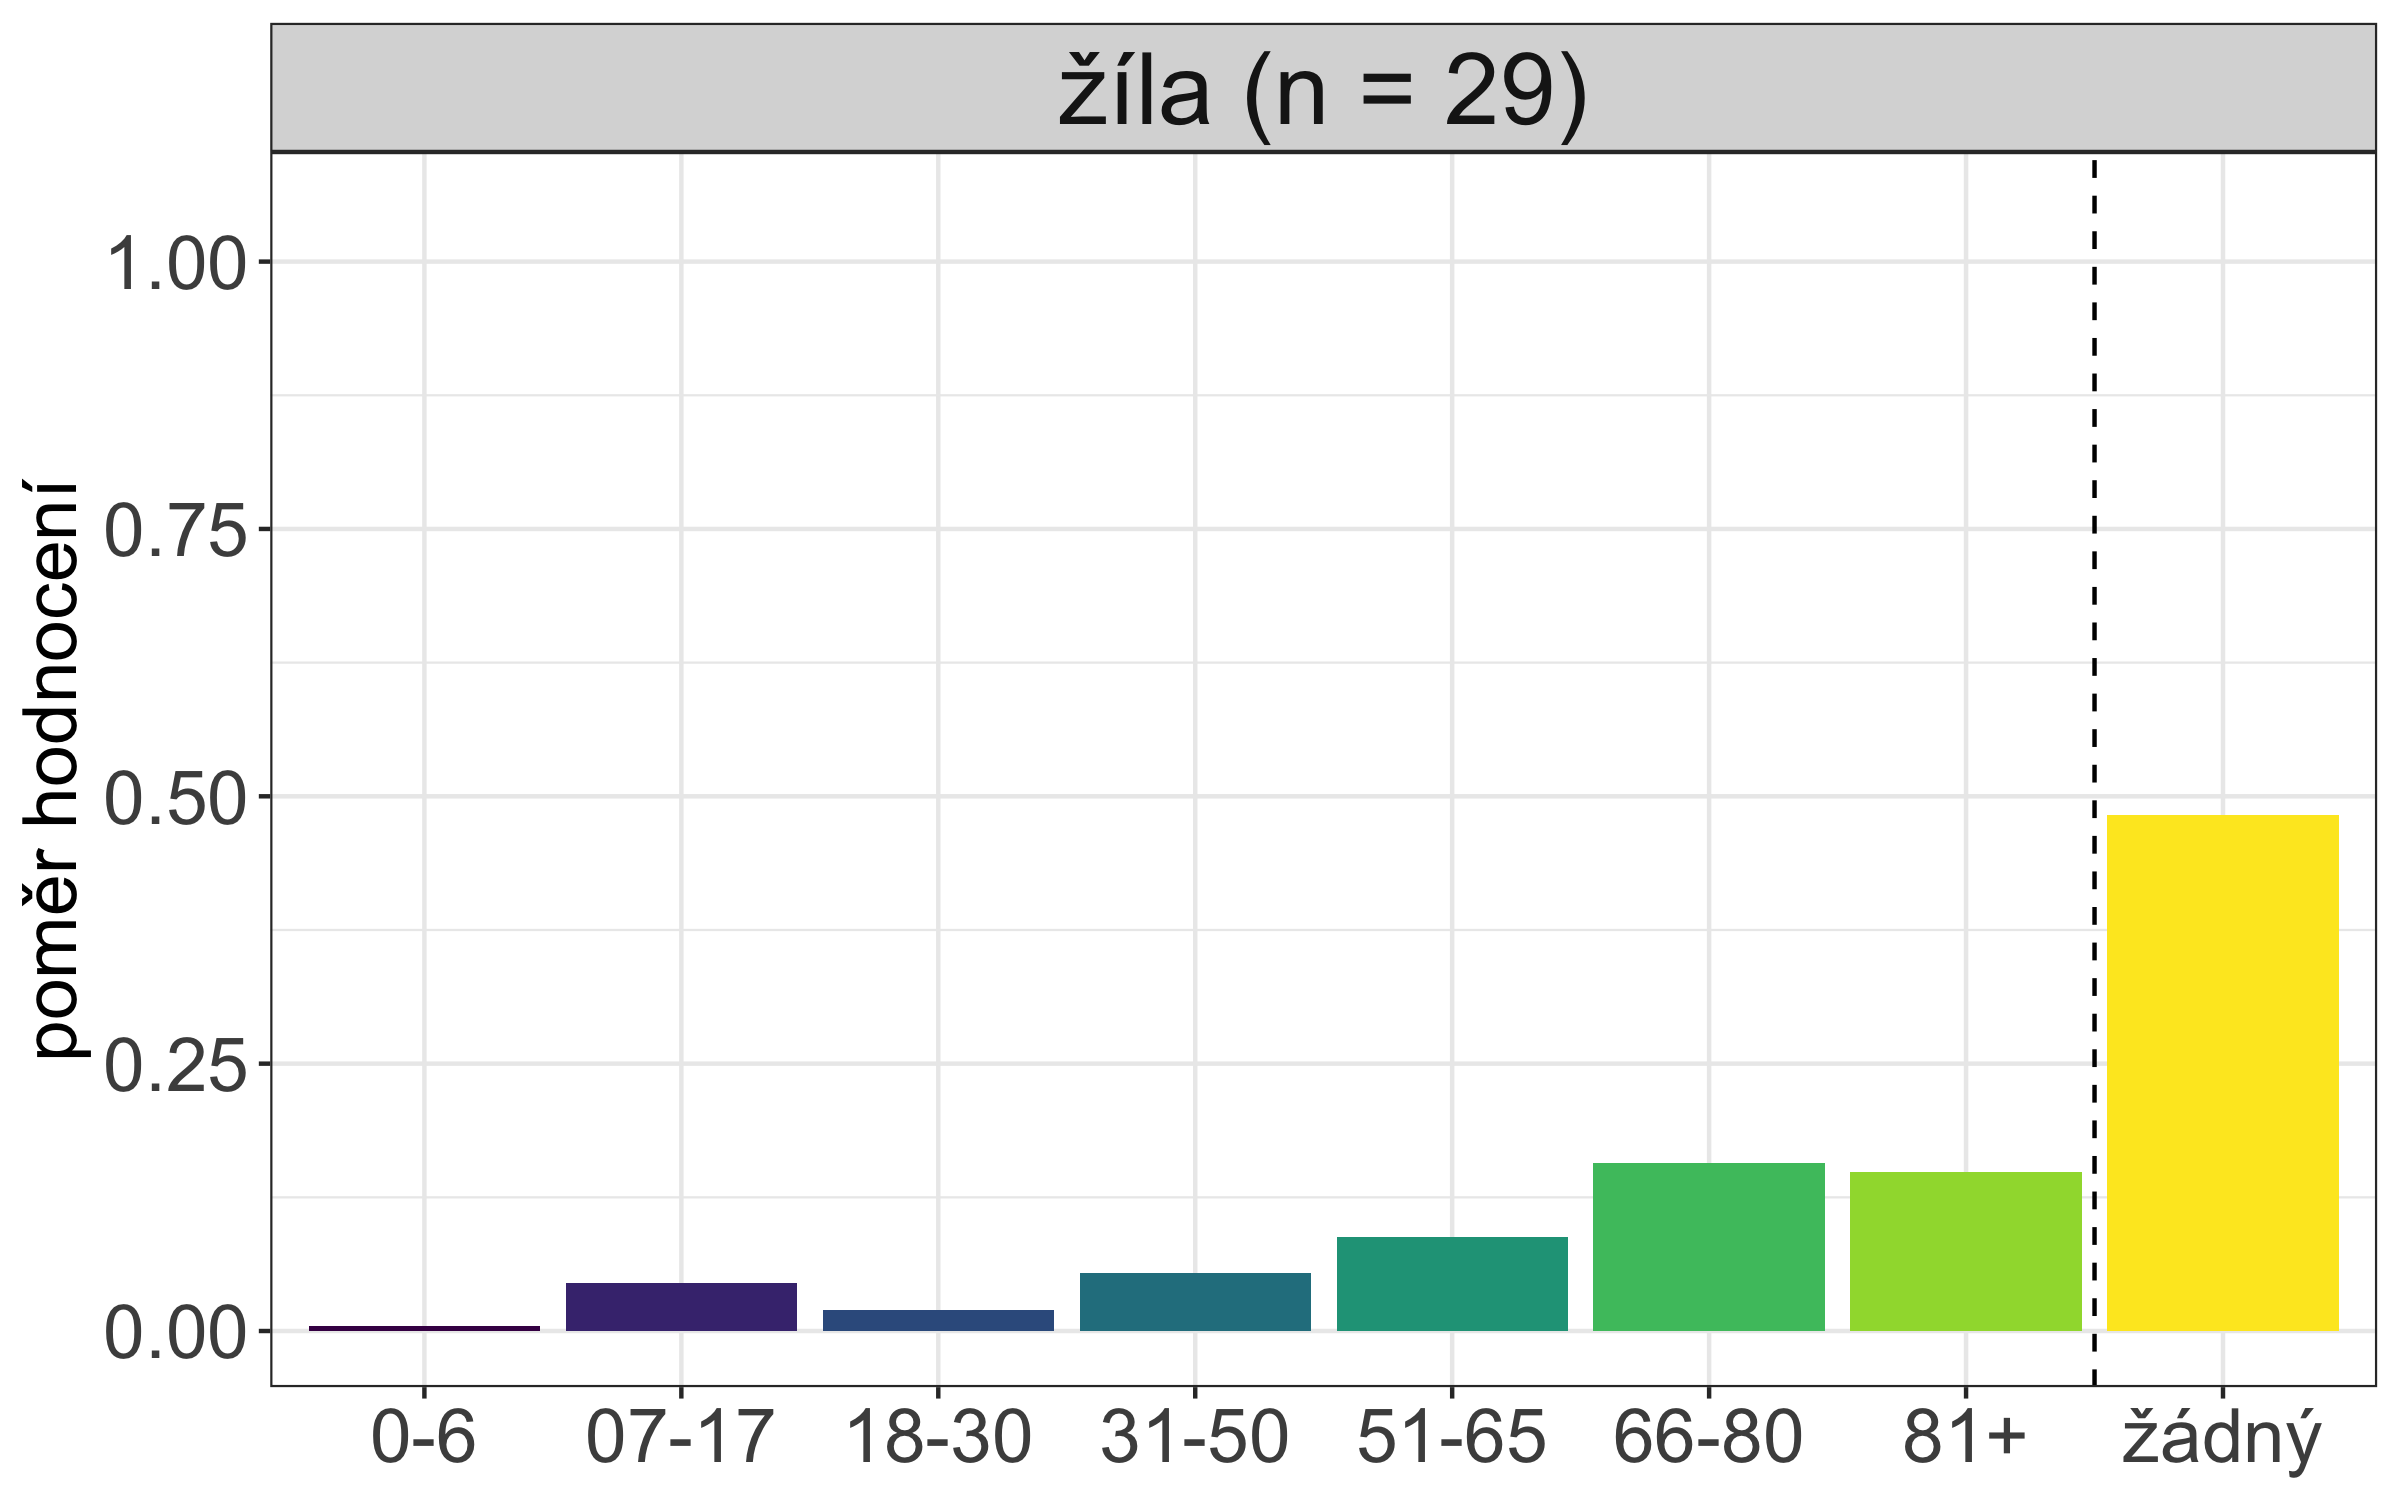 žíla (n = 29)
poměr hodnocení
1.00
0.75
0.50
0.25
0.00
0-6 07-17 18-30 31-50 51-65 66-80 81+ žádný